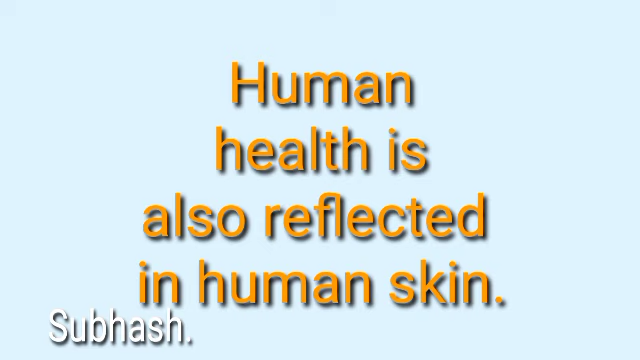 Human
health is
also reflected
in human skin.
Subhash.